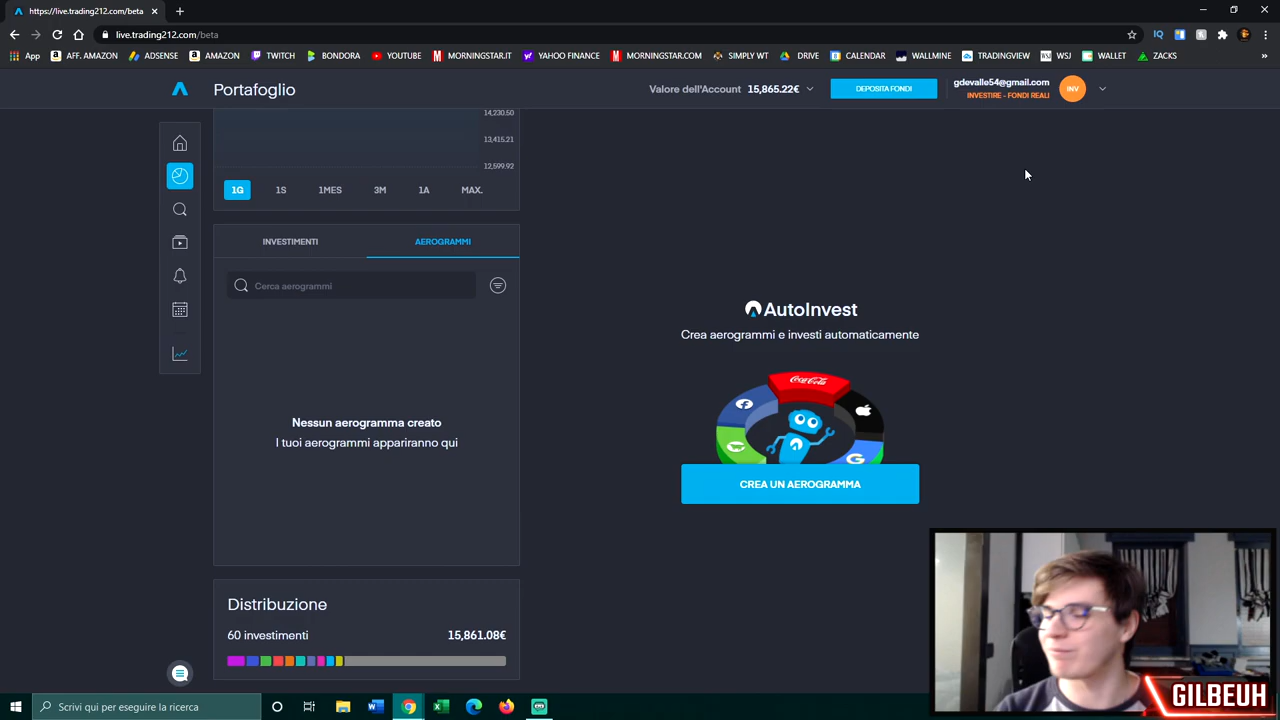 https://live.trading212.com/beta
live.trading212.com/beta
App
AFF. AMAZON
ADSENSE
AMAZON
TWITCH
BONDORA
YOUTUBE
MORNINGSTAR.IT
YAHOO FINANCE
MORNINGSTAR.COM
SIMPLY WT
DRIVE
CALENDAR
WALLMINE
TRADINGVIEW
WSJ
WALLET
ZACKS
Portafoglio
Valore dell'Account 15,865.22€
DEPOSITA FONDI
gdevalle54@gmail.com
INVESTIRE - FONDI REALI
INV
14,230.50
13,415.21
12,599.92
1G 1S 1MES 3M 1A MAX.
INVESTIMENTI AEROGRAMMI
Cerca aerogrammi
Nessun aerogramma creato
I tuoi aerogrammi appariranno qui
AutoInvest
Crea aerogrammi e investi automaticamente
Coca-Cola
CREA UN AEROGRAMMA
Distribuzione
60 investimenti 15,861.08€
Scrivi qui per eseguire la ricerca
GILBEUH